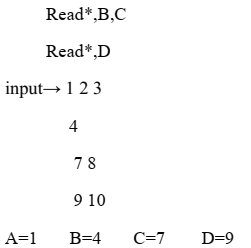 Read*,B,C
Read*,D
input→ 1 2 3
4
7 8
9 10
A=1 B=4 C=7 D=9